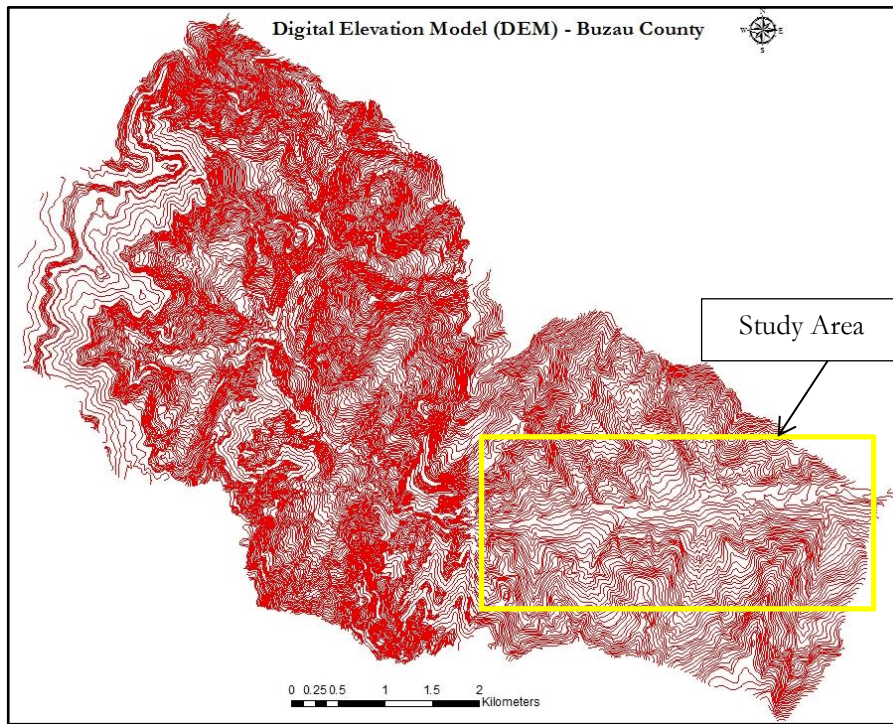 Digital Elevation Model (DEM) - Buzau County
N
W E
S
Study Area
0 0.25 0.5 1 1.5 2
Kilometers